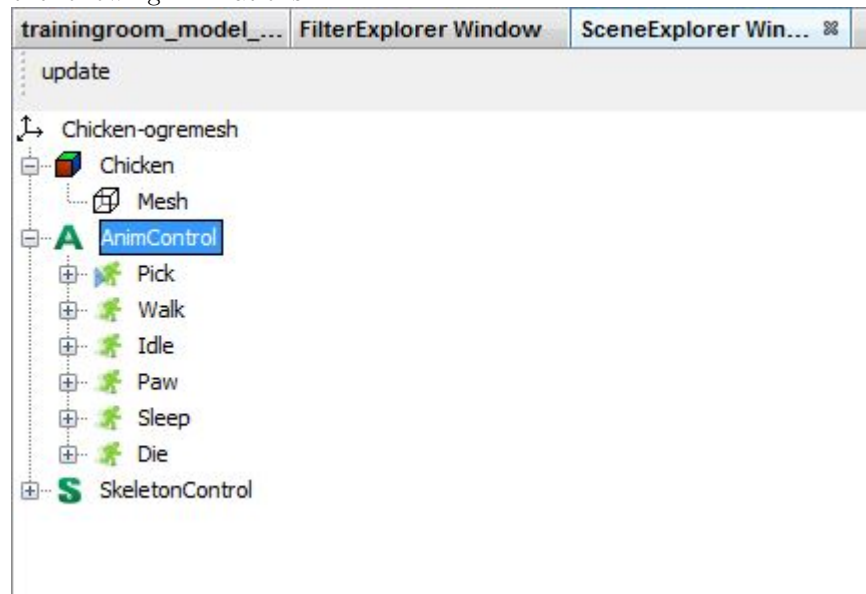 trainingroom_model_... FilterExplorer Window SceneExplorer Win...
update
Chicken-ogremesh
Chicken
Mesh
A AnimControl
Pick
Walk
Idle
Paw
Sleep
Die
S SkeletonControl